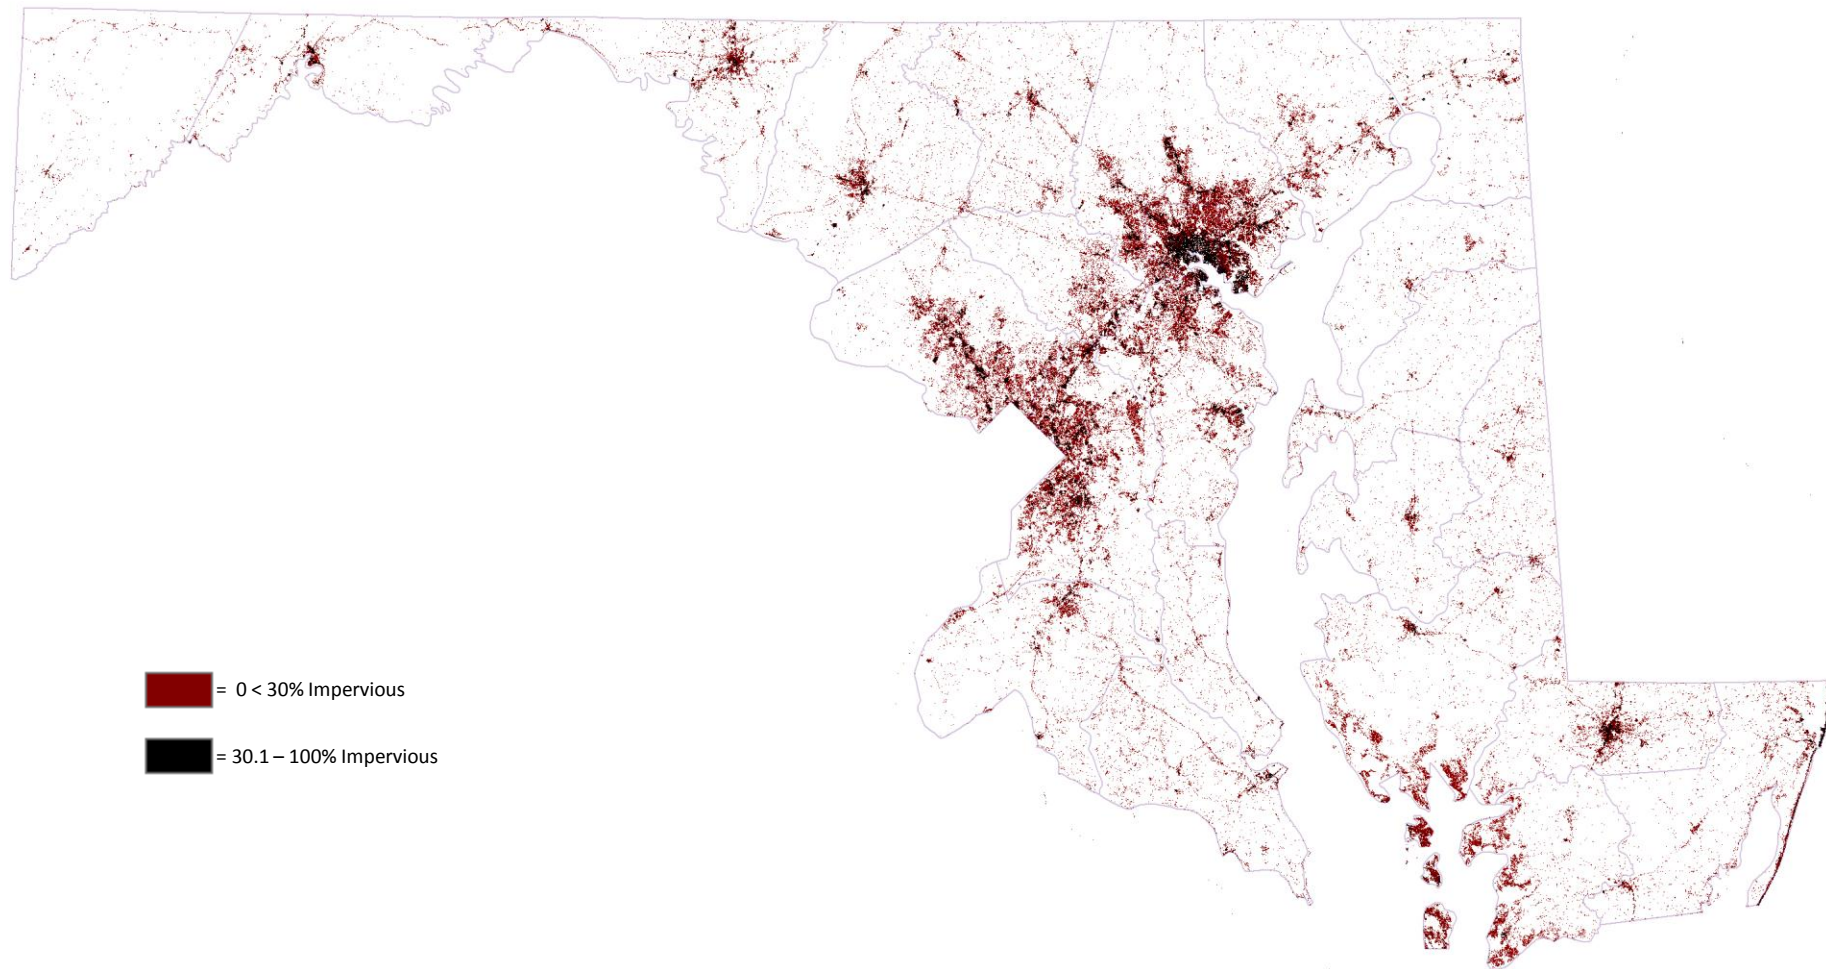 = 0 < 30% Impervious
= 30.1 – 100% Impervious